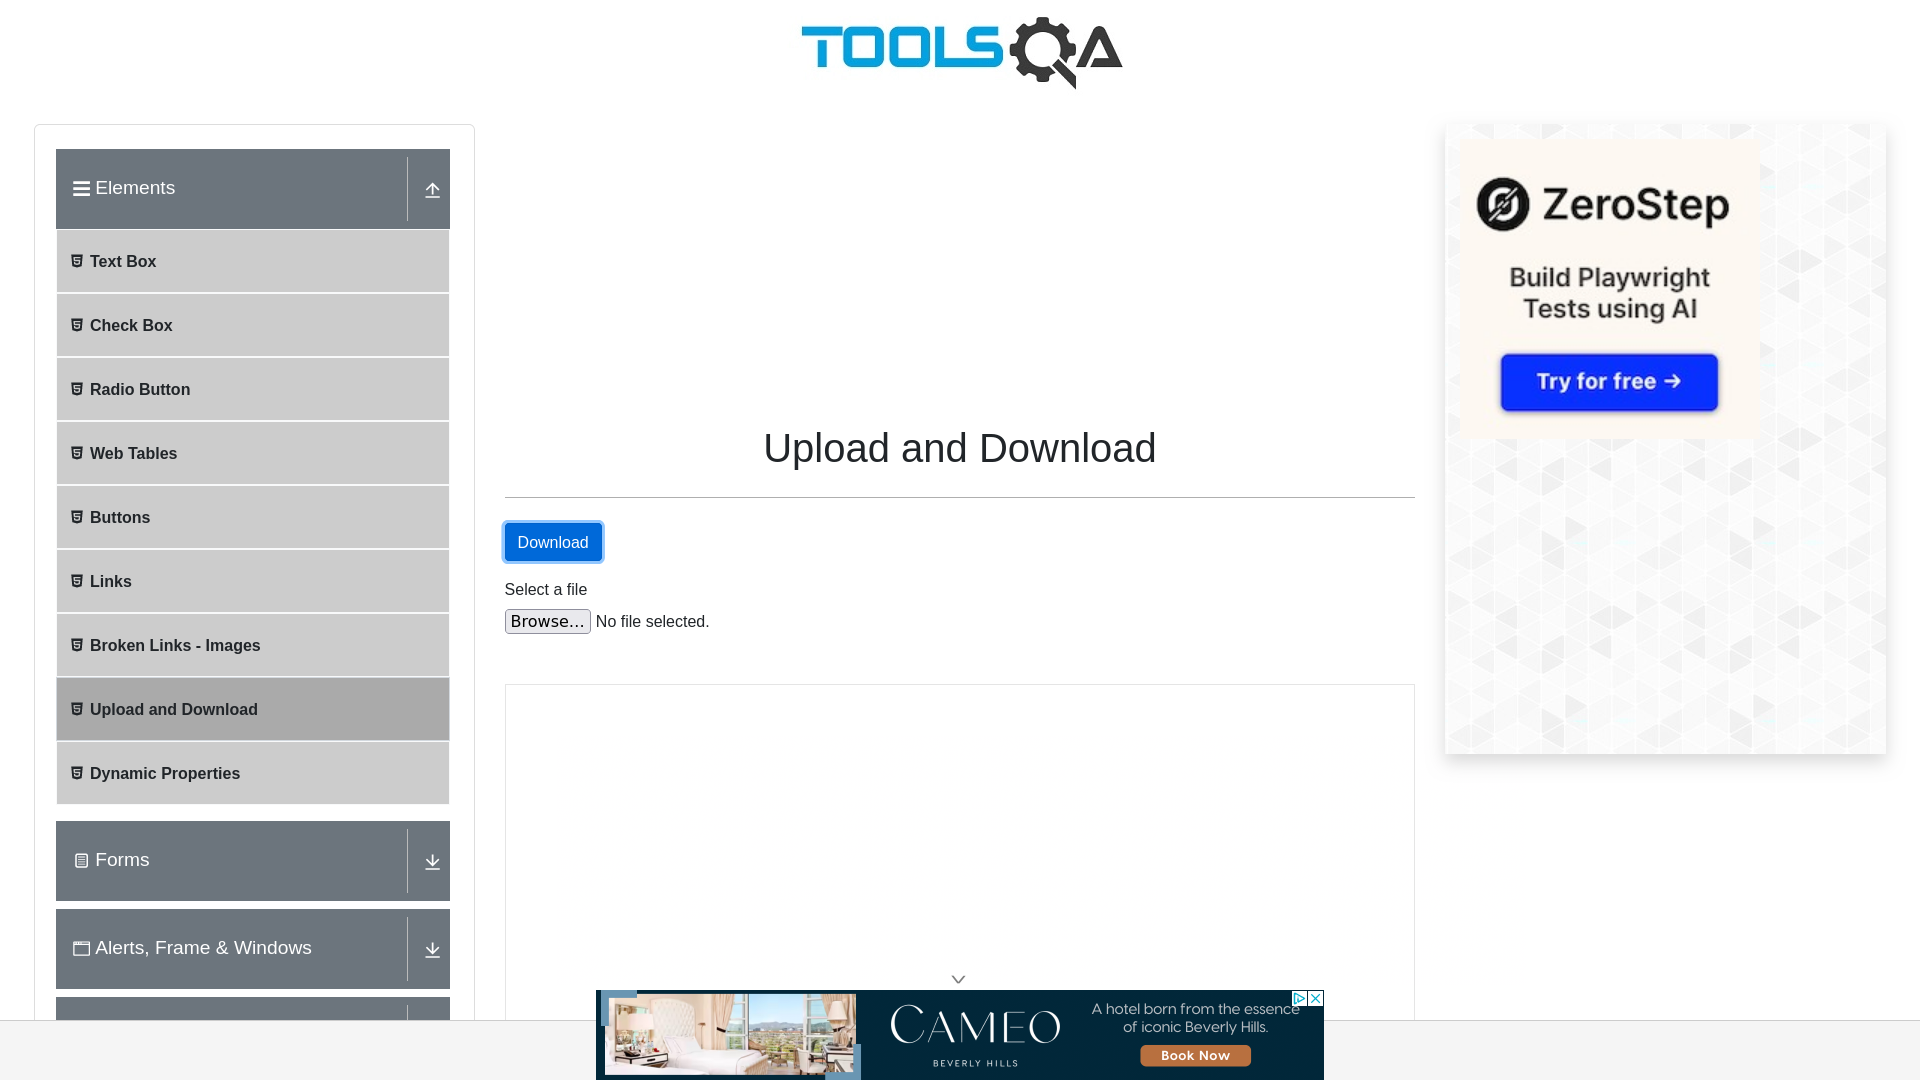 TOOLSQA
Elements
Text Box
Check Box
Radio Button
Web Tables
Buttons
Links
Broken Links - Images
Upload and Download
Dynamic Properties
Forms
Alerts, Frame & Windows
Upload and Download
Download
Select a file
Browse... No file selected.
ZeroStep
Build Playwright
Tests using AI
Try for free →
CAMEO
BEVERLY HILLS
A hotel born from the essence
of iconic Beverly Hills.
Book Now